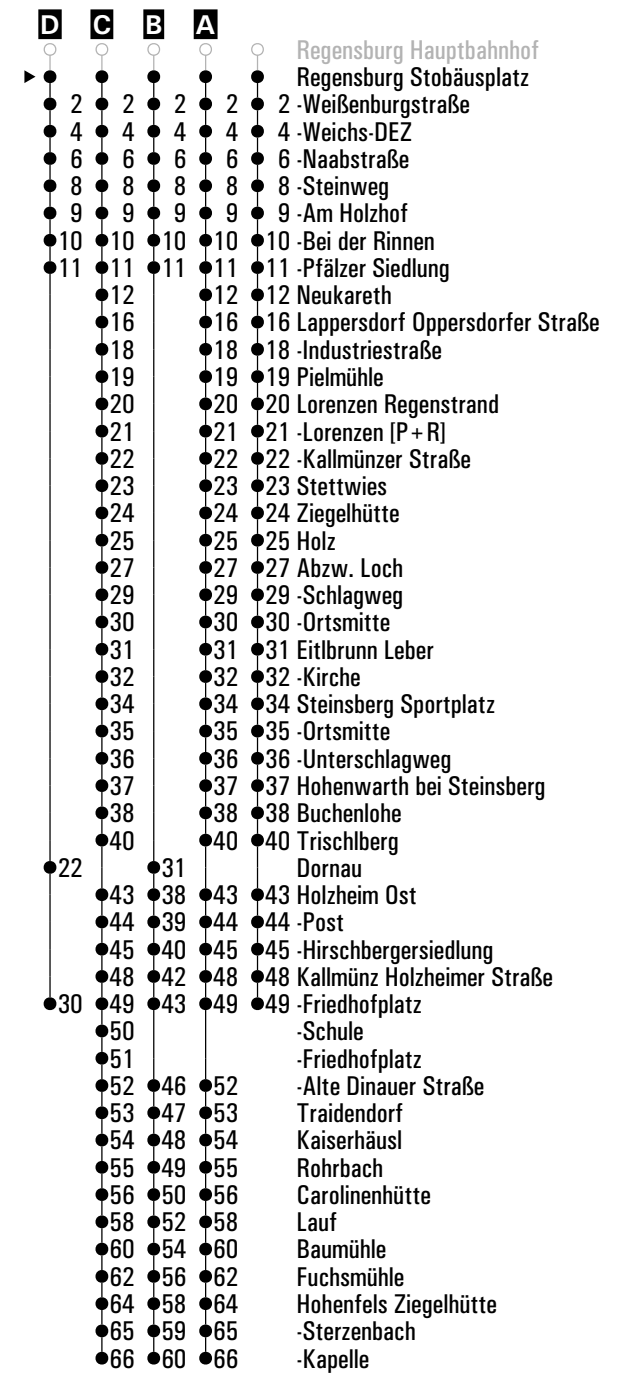 D C B A
Regensburg Hauptbahnhof
Regensburg Stobäusplatz
2 2 2 2 2 -Weißenburgstraße
4 4 4 4 4 -Weichs-DEZ
6 6 6 6 6 -Naabstraße
8 8 8 8 8 -Steinweg
9 9 9 9 9 -Am Holzhof
10 10 10 10 10 -Bei der Rinnen
11 11 11 11 11 -Pfälzer Siedlung
12 12 12 Neukareth
16 16 16 Lappersdorf Oppersdorfer Straße
18 18 18 -Industriestraße
19 19 19 Pielmühle
20 20 20 Lorenzen Regenstrand
21 21 21 -Lorenzen [P+R]
22 22 22 -Kallmünzer Straße
23 23 23 Stettwies
24 24 24 Ziegelhütte
25 25 25 Holz
27 27 27 Abzw. Loch
29 29 29 -Schlagweg
30 30 30 -Ortsmitte
31 31 31 Eitlbrunn Leber
32 32 32 -Kirche
34 34 34 Steinsberg Sportplatz
35 35 35 -Ortsmitte
36 36 36 -Unterschlagweg
37 37 37 Hohenwarth bei Steinsberg
38 38 38 Buchenlohe
40 40 40 Trischlberg
22 31 Dornau
43 38 43 43 Holzheim Ost
44 39 44 44 -Post
45 40 45 45 -Hirschbergersiedlung
48 42 48 48 Kallmünz Holzheimer Straße
30 49 43 49 49 -Friedhofplatz
50 -Schule
51 -Friedhofplatz
52 46 52 -Alte Dinauer Straße
53 47 53 Traidendorf
54 48 54 Kaiserhäusl
55 49 55 Rohrbach
56 50 56 Carolinenhütte
58 52 58 Lauf
60 54 60 Baumühle
62 56 62 Fuchsmühle
64 58 64 Hohenfels Ziegelhütte
65 59 65 -Sterzenbach
66 60 66 -Kapelle